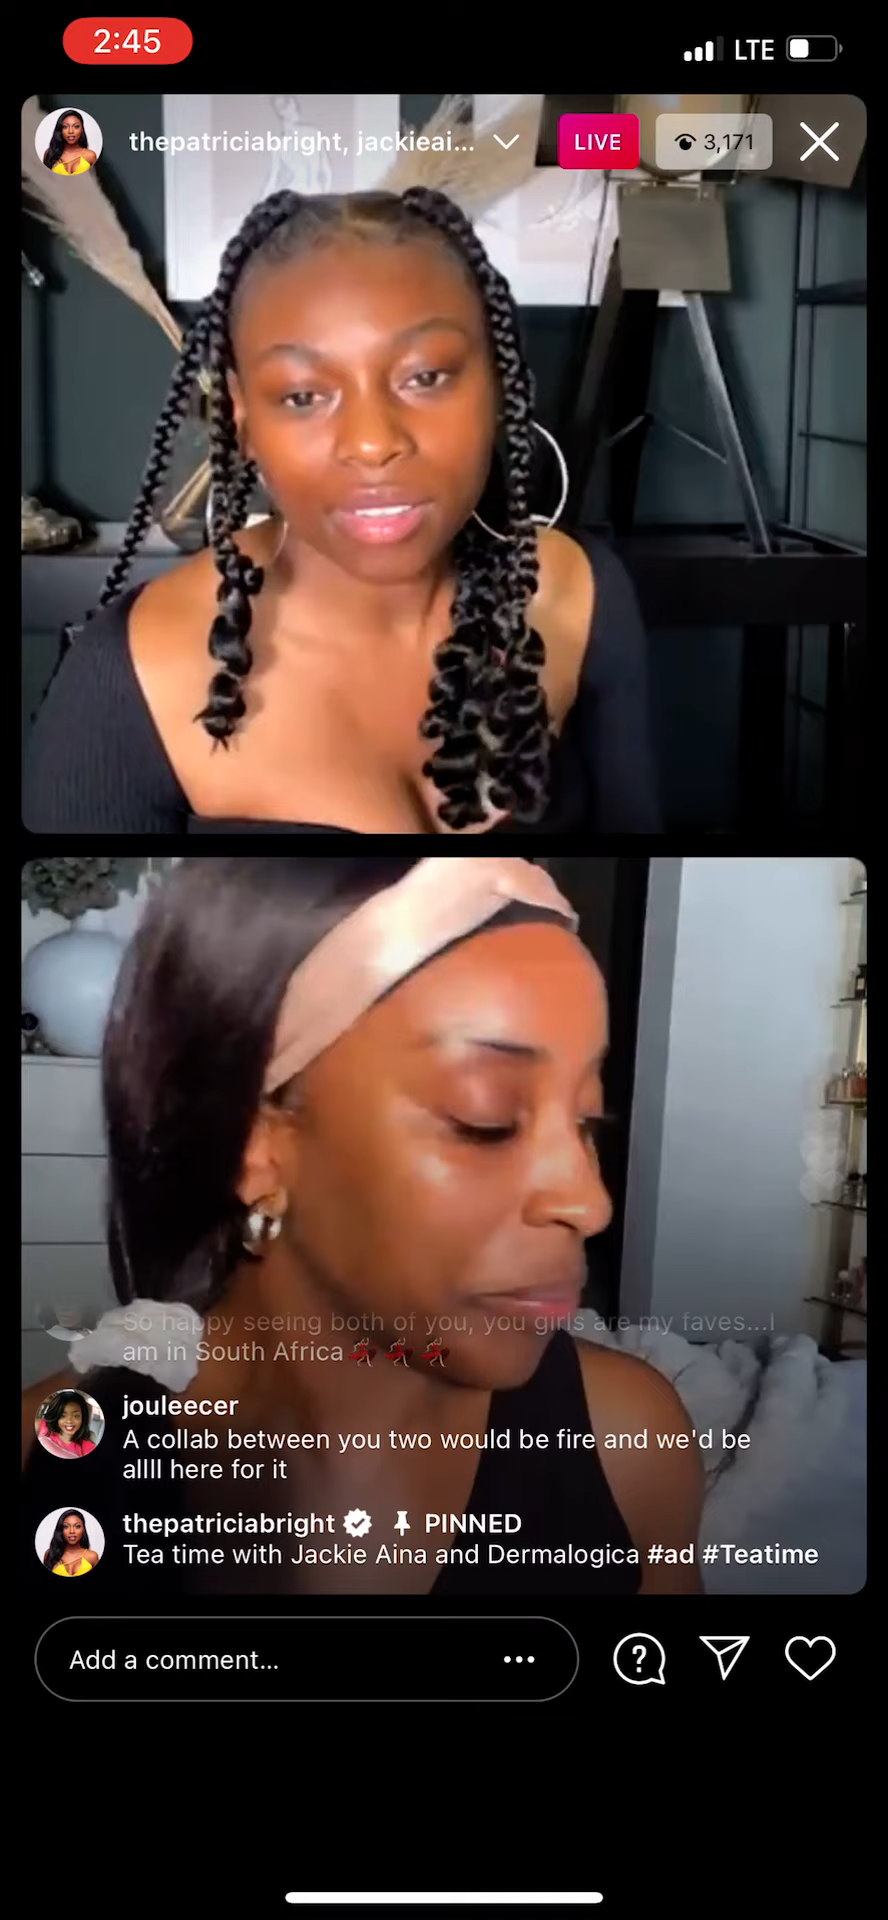 2:45
LTE
thepatriciabright, jackieai...
LIVE
3,171
So happy seeing both of you, you girls are my faves...I
am in South Africa💃💃💃
jouleecer
A collab between you two would be fire and we'd be
allll here for it
thepatriciabright PINNED
Tea time with Jackie Aina and Dermalogica #ad #Teatime
Add a comment...